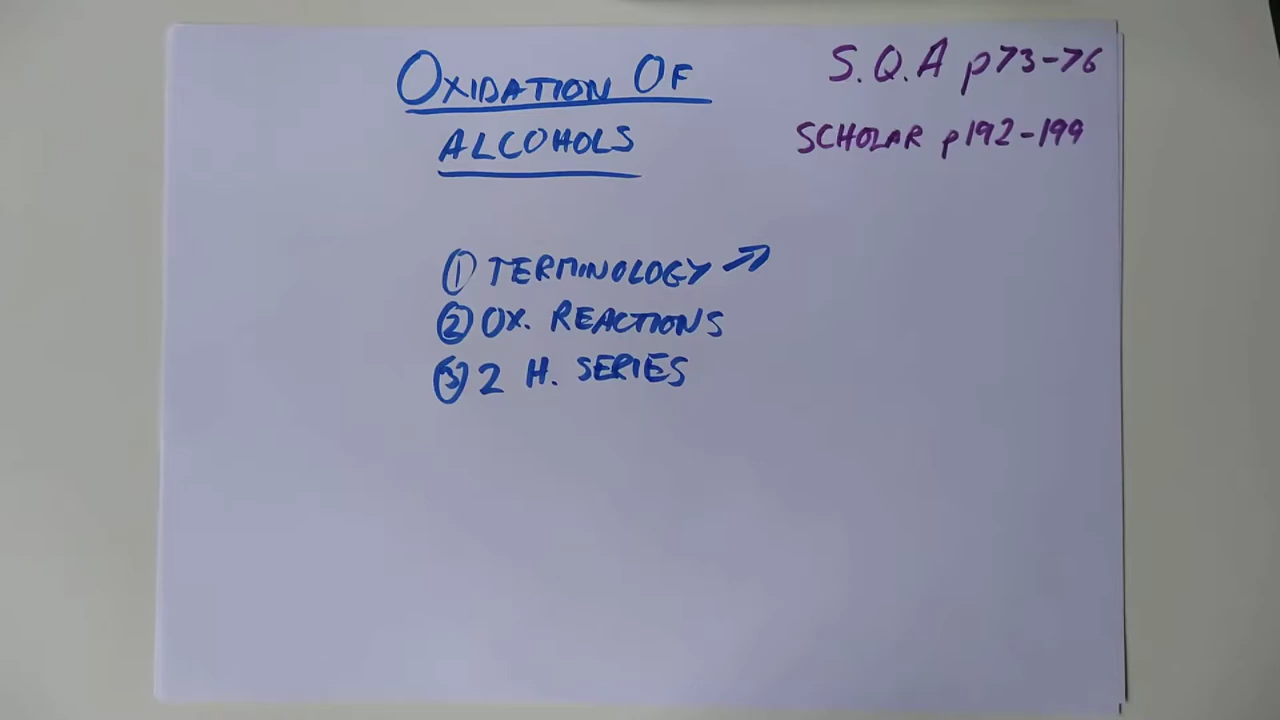 OXIDATION OF
ALCOHOLS
S.Q.A p73-76
SCHOLAR p192-199
① TERMINOLOGY ↗
② OX. REACTIONS
③ 2 H. SERIES